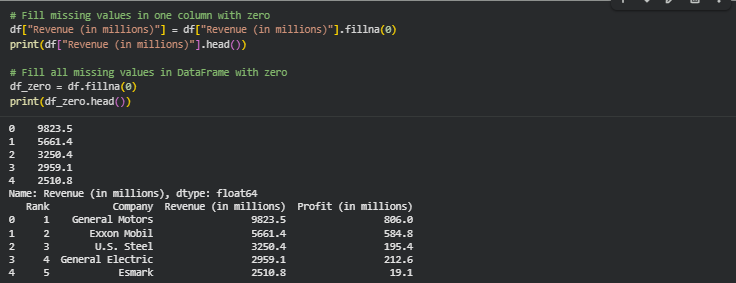 # Fill missing values in one column with zero
df["Revenue (in millions)"] = df["Revenue (in millions)"].fillna(0)
print(df["Revenue (in millions)"].head())
# Fill all missing values in DataFrame with zero
df_zero = df.fillna(0)
print(df_zero.head())
0    9823.5
1    5661.4
2    3250.4
3    2959.1
4    2510.8
Name: Revenue (in millions), dtype: float64
   Rank           Company  Revenue (in millions)  Profit (in millions)
0     1    General Motors                 9823.5                 806.0
1     2       Exxon Mobil                 5661.4                 584.8
2     3        U.S. Steel                 3250.4                 195.4
3     4  General Electric                 2959.1                 212.6
4     5            Esmark                 2510.8                  19.1